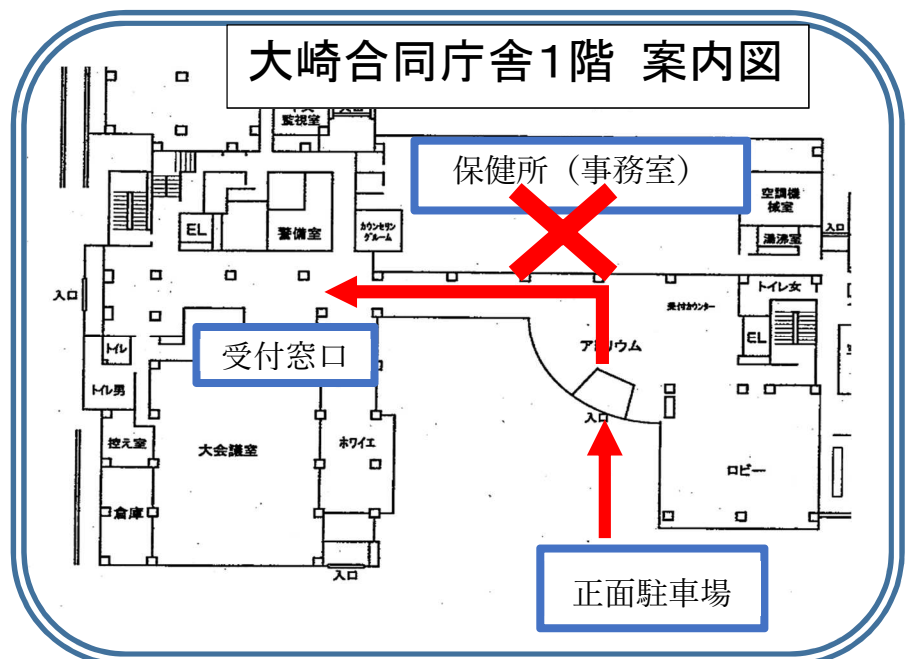 大崎合同庁舎1階 案内図
監視室
保健所（事務室）
空調機
械室
EL
警備室
カウンセリン
グルーム
湯沸室
入口
入口
トイレ女
受付カウンター
受付窓口
EL
トイレ
アトリウム
トイレ男
入口
控え室
大会議室
ホワイエ
ロビー
倉庫
入口
正面駐車場